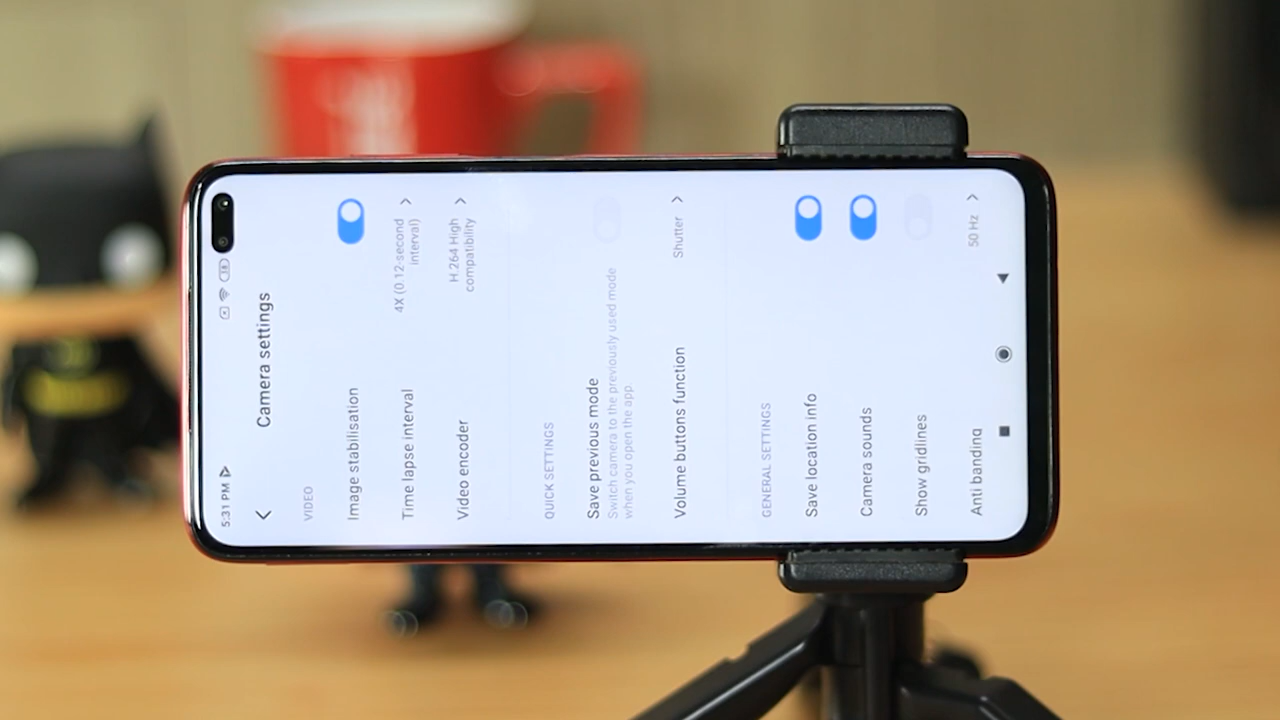 5:31 PM
Camera settings
VIDEO
Image stabilisation
Time lapse interval
4X (0.12-second
interval)
Video encoder
H.264 High
compatibility
QUICK SETTINGS
Save previous mode
Switch camera to the previously used mode
when you open the app.
Volume buttons function
Shutter
GENERAL SETTINGS
Save location info
Camera sounds
Show gridlines
Anti banding
50 Hz